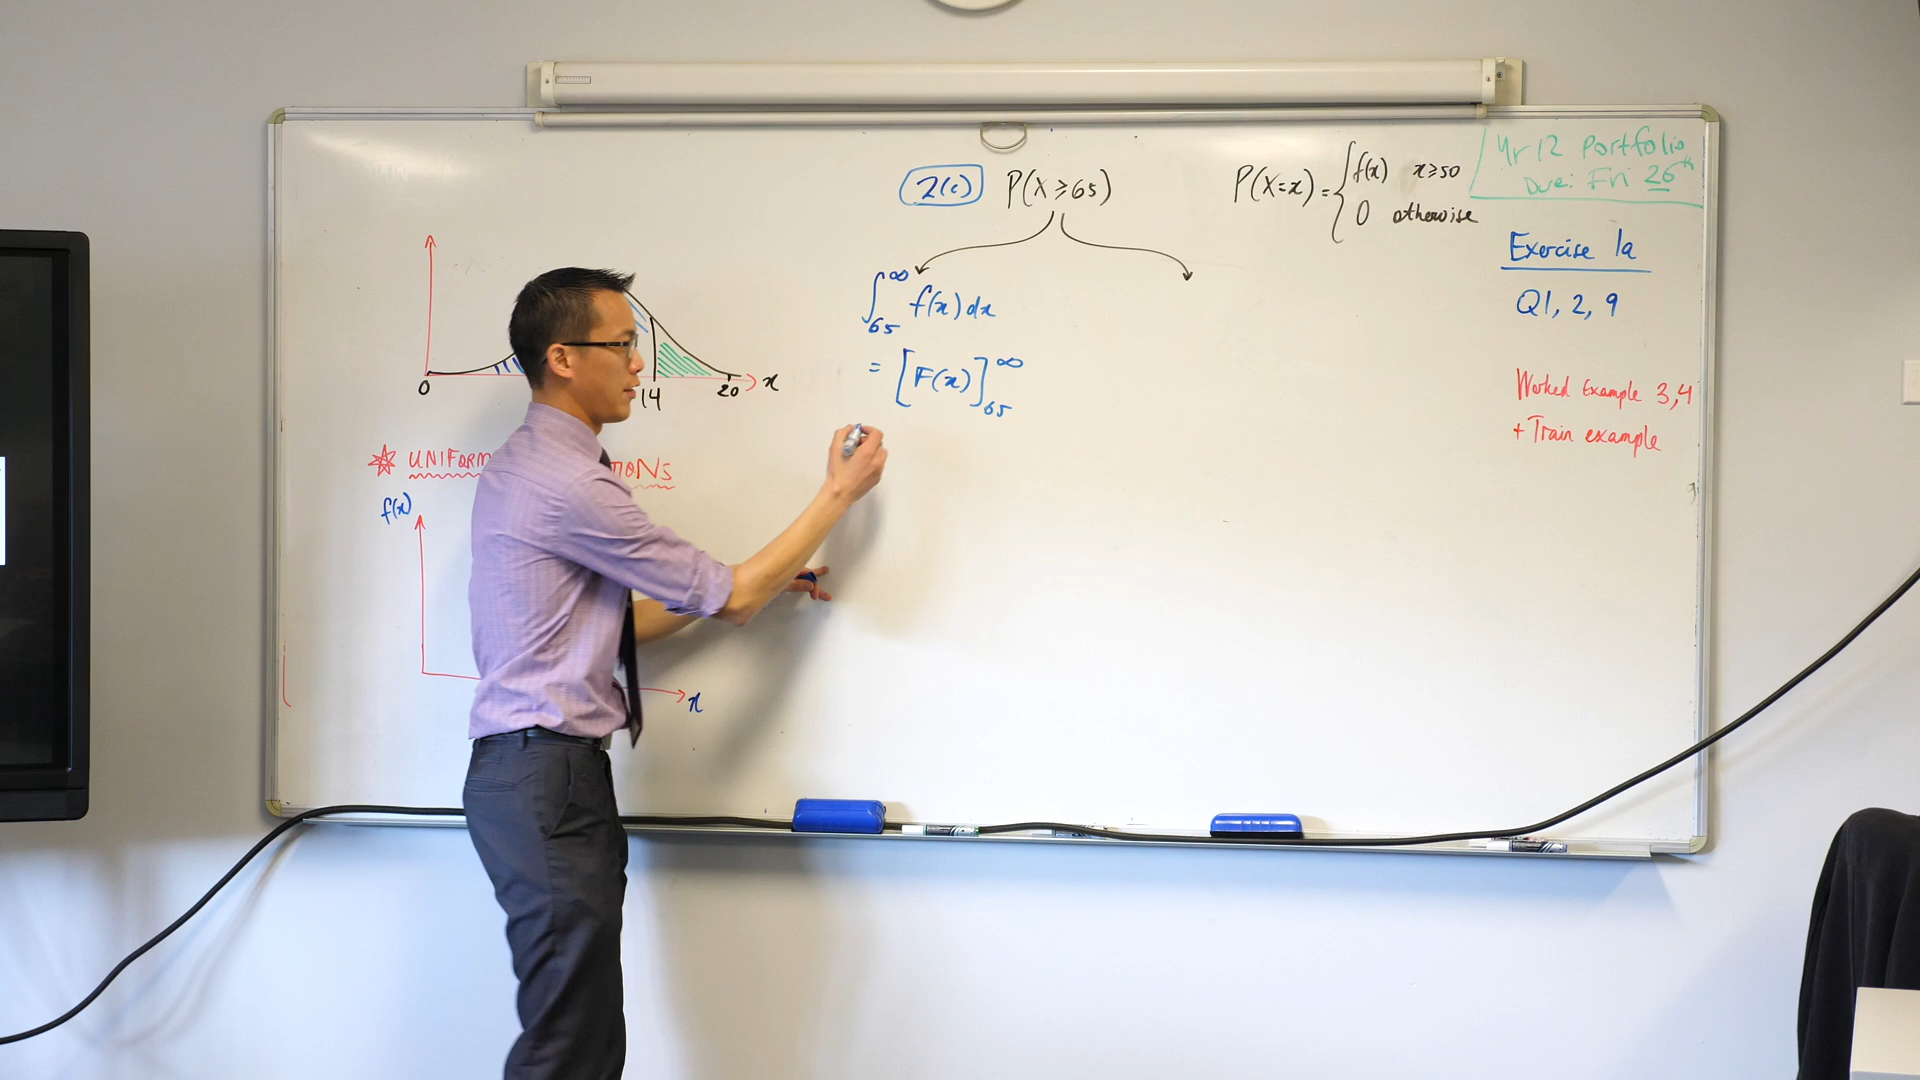 2(c) P(X≥65)
P(X=x) = { f(x) x≥50
0 otherwise
Yr 12 Portfolio
Due: Fri 26th
Exercise 1a
Q1, 2, 9
Worked Example 3,4
+ Train example
∫₆₅^∞ f(x) dx
= [F(x)]₆₅^∞
0 14 20 x
UNIFORM
f(x)
x